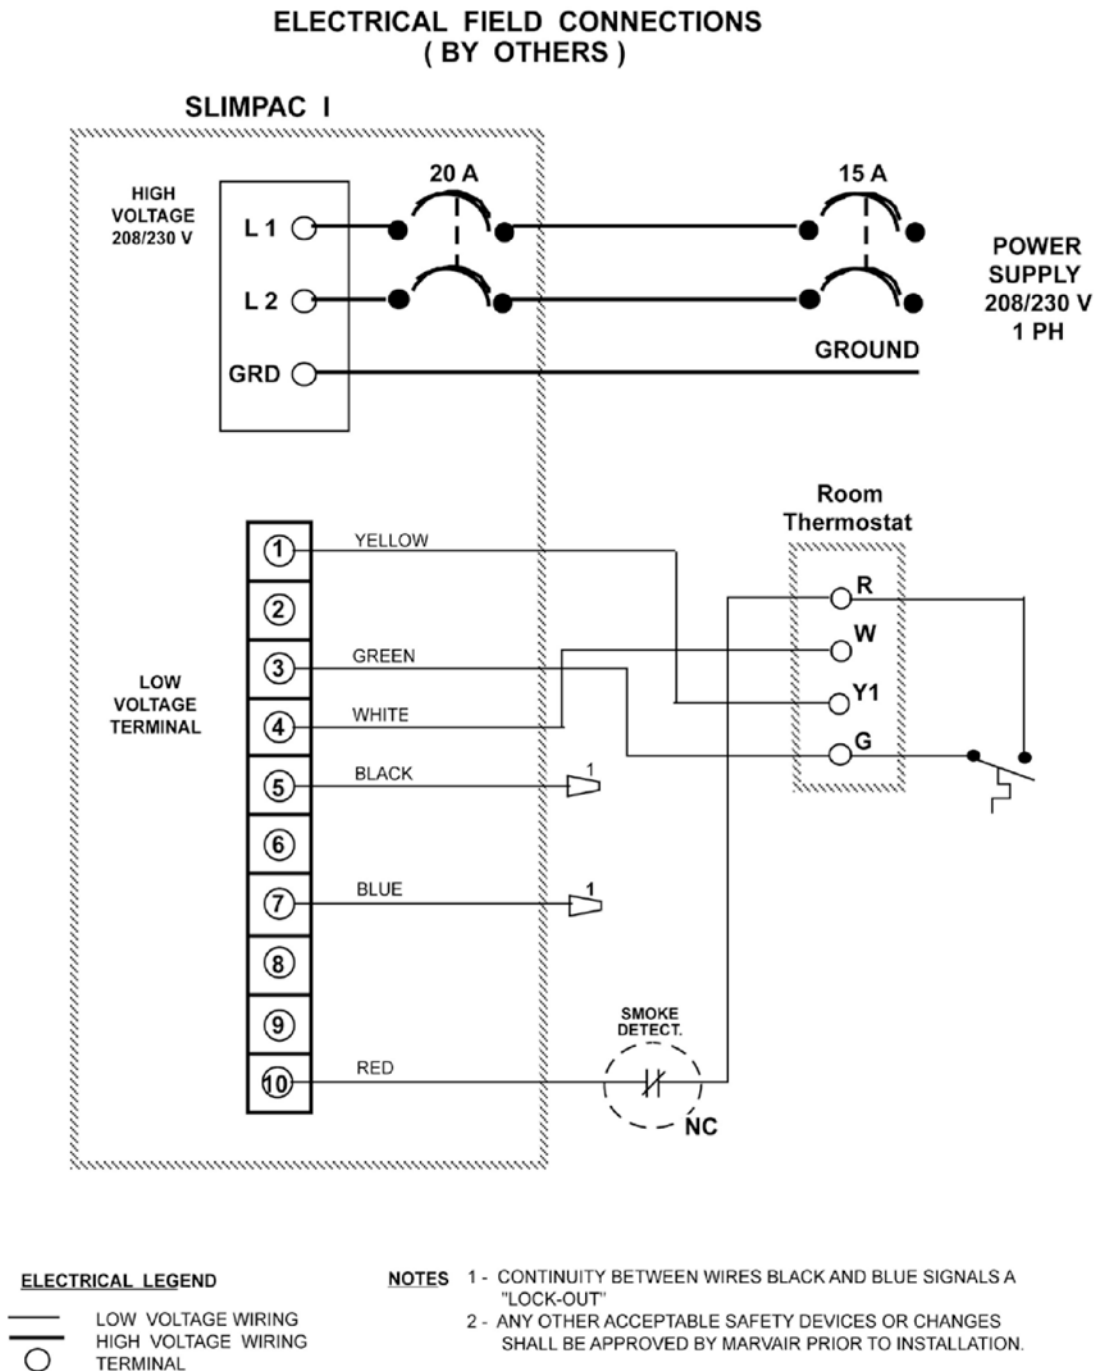 ELECTRICAL FIELD CONNECTIONS
( BY OTHERS )
SLIMPAC I
HIGH
VOLTAGE
208/230 V
L 1
L 2
GRD
20 A
15 A
GROUND
POWER
SUPPLY
208/230 V
1 PH
LOW
VOLTAGE
TERMINAL
1
YELLOW
2
3
GREEN
4
WHITE
5
BLACK
1
6
7
BLUE
1
8
9
10
RED
Room
Thermostat
R
W
Y1
G
SMOKE
DETECT.
NC
ELECTRICAL LEGEND
LOW VOLTAGE WIRING
HIGH VOLTAGE WIRING
TERMINAL
NOTES 1 - CONTINUITY BETWEEN WIRES BLACK AND BLUE SIGNALS A
"LOCK-OUT"
2 - ANY OTHER ACCEPTABLE SAFETY DEVICES OR CHANGES
SHALL BE APPROVED BY MARVAIR PRIOR TO INSTALLATION.